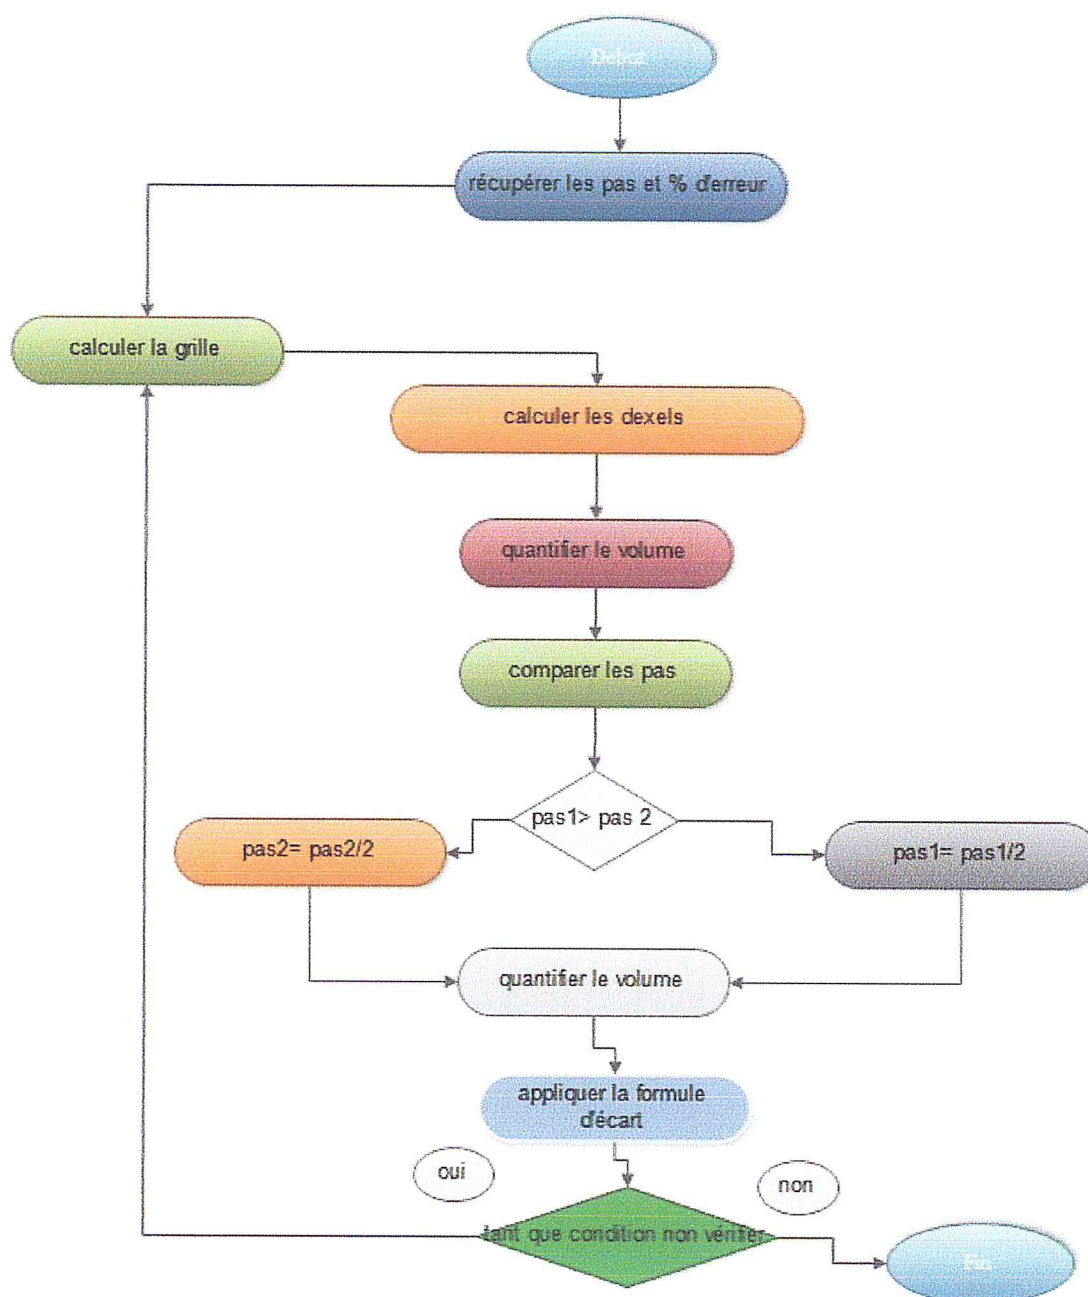 Debut
récupérer les pas et % d'erreur
calculer la grille
calculer les dexels
quantifier le volume
comparer les pas
pas1> pas 2
pas2= pas2/2
pas1= pas1/2
quantifier le volume
appliquer la formule
d'écart
oui
non
tant que condition non vérifier
Fin